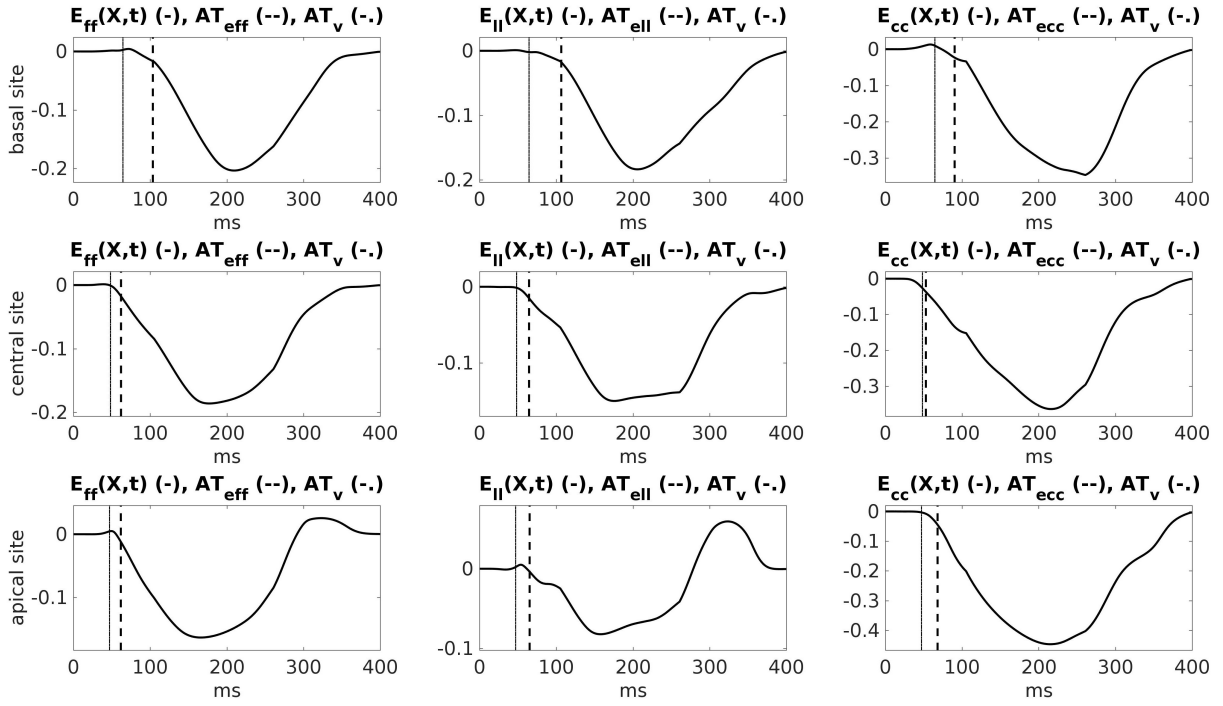 E_ff(X,t) (-), AT_eff (--), AT_v (-.) E_ll(X,t) (-), AT_ell (--), AT_v (-.) E_cc(X,t) (-), AT_ecc (--), AT_v (-.)
basal site
0 -0.1 -0.2
0 -0.1 -0.2
0 -0.1 -0.2 -0.3
0 100 200 300 400 0 100 200 300 400 0 100 200 300 400
ms ms ms
E_ff(X,t) (-), AT_eff (--), AT_v (-.) E_ll(X,t) (-), AT_ell (--), AT_v (-.) E_cc(X,t) (-), AT_ecc (--), AT_v (-.)
central site
0 -0.1 -0.2
0 -0.1
0 -0.1 -0.2 -0.3
0 100 200 300 400 0 100 200 300 400 0 100 200 300 400
ms ms ms
E_ff(X,t) (-), AT_eff (--), AT_v (-.) E_ll(X,t) (-), AT_ell (--), AT_v (-.) E_cc(X,t) (-), AT_ecc (--), AT_v (-.)
apical site
0 -0.1
0 -0.1
0 -0.1 -0.2 -0.3 -0.4
0 100 200 300 400 0 100 200 300 400 0 100 200 300 400
ms ms ms